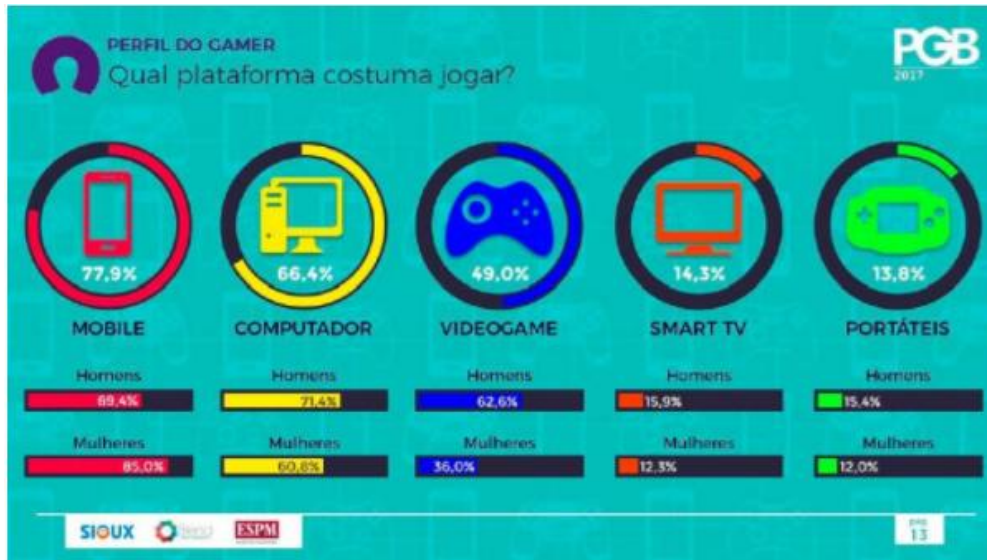 PERFIL DO GAMER
Qual plataforma costuma jogar?
PGB
2017
77,9%
66,4%
49,0%
14,3%
13,8%
MOBILE
COMPUTADOR
VIDEOGAME
SMART TV
PORTÁTEIS
Homens
Homens
Homens
Homens
Homens
69,4%
71,4%
62,6%
15,9%
15,4%
Mulheres
Mulheres
Mulheres
Mulheres
Mulheres
85,0%
60,8%
36,0%
12,3%
12,0%
SIOUX
ESPM
13